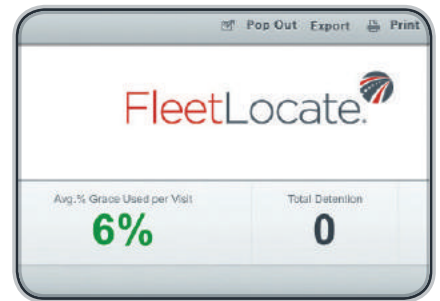 Pop Out Export Print
FleetLocate.
Avg.% Grace Used per Visit
Total Detention
6%
0